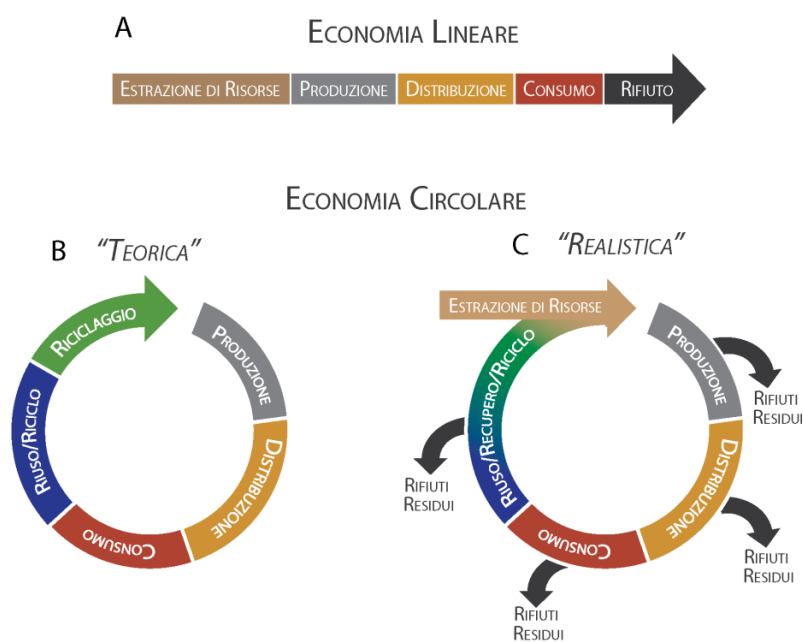 A
Economia Lineare
Estrazione di Risorse Produzione Distribuzione Consumo Rifiuto
Economia Circolare
B "Teorica"
Riciclaggio
Produzione
Riuso/Riciclo
Distribuzione
Consumo
C "Realistica"
Estrazione di Risorse
Produzione
Rifiuti
Residui
Riuso/Recupero/Riciclo
Distribuzione
Rifiuti
Residui
Consumo
Rifiuti
Residui
Rifiuti
Residui